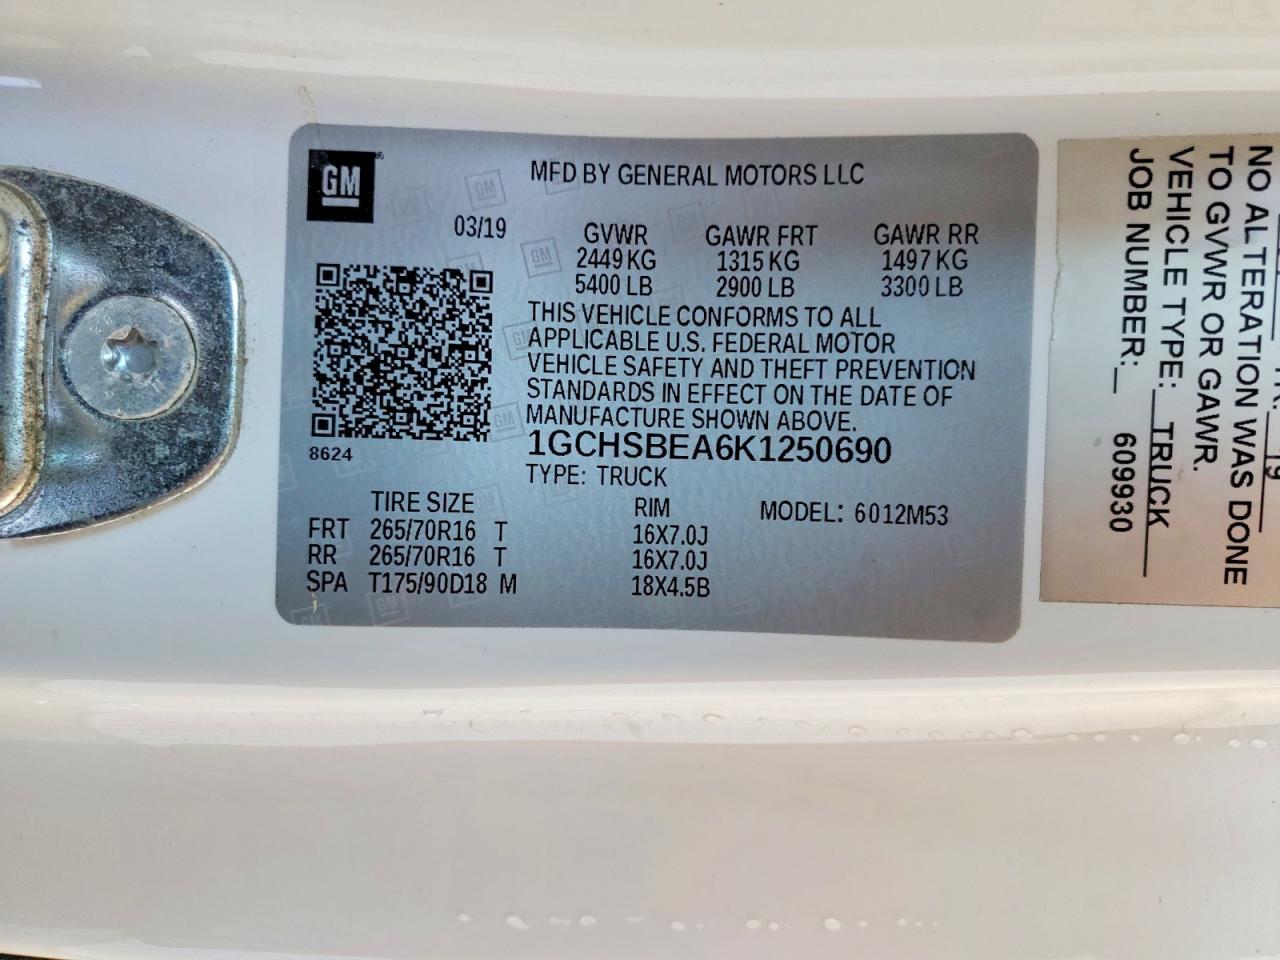 GM
MFD BY GENERAL MOTORS LLC
03/19
GVWR GAWR FRT GAWR RR
2449 KG 1315 KG 1497 KG
5400 LB 2900 LB 3300 LB
THIS VEHICLE CONFORMS TO ALL
APPLICABLE U.S. FEDERAL MOTOR
VEHICLE SAFETY AND THEFT PREVENTION
STANDARDS IN EFFECT ON THE DATE OF
MANUFACTURE SHOWN ABOVE.
8624
1GCHSBEA6K1250690
TYPE: TRUCK
TIRE SIZE RIM MODEL: 6012M53
FRT 265/70R16 T 16X7.0J
RR 265/70R16 T 16X7.0J
SPA T175/90D18 M 18X4.5B
19
NO ALTERATION WAS DONE
TO GVWR OR GAWR.
VEHICLE TYPE: TRUCK
JOB NUMBER: 609930